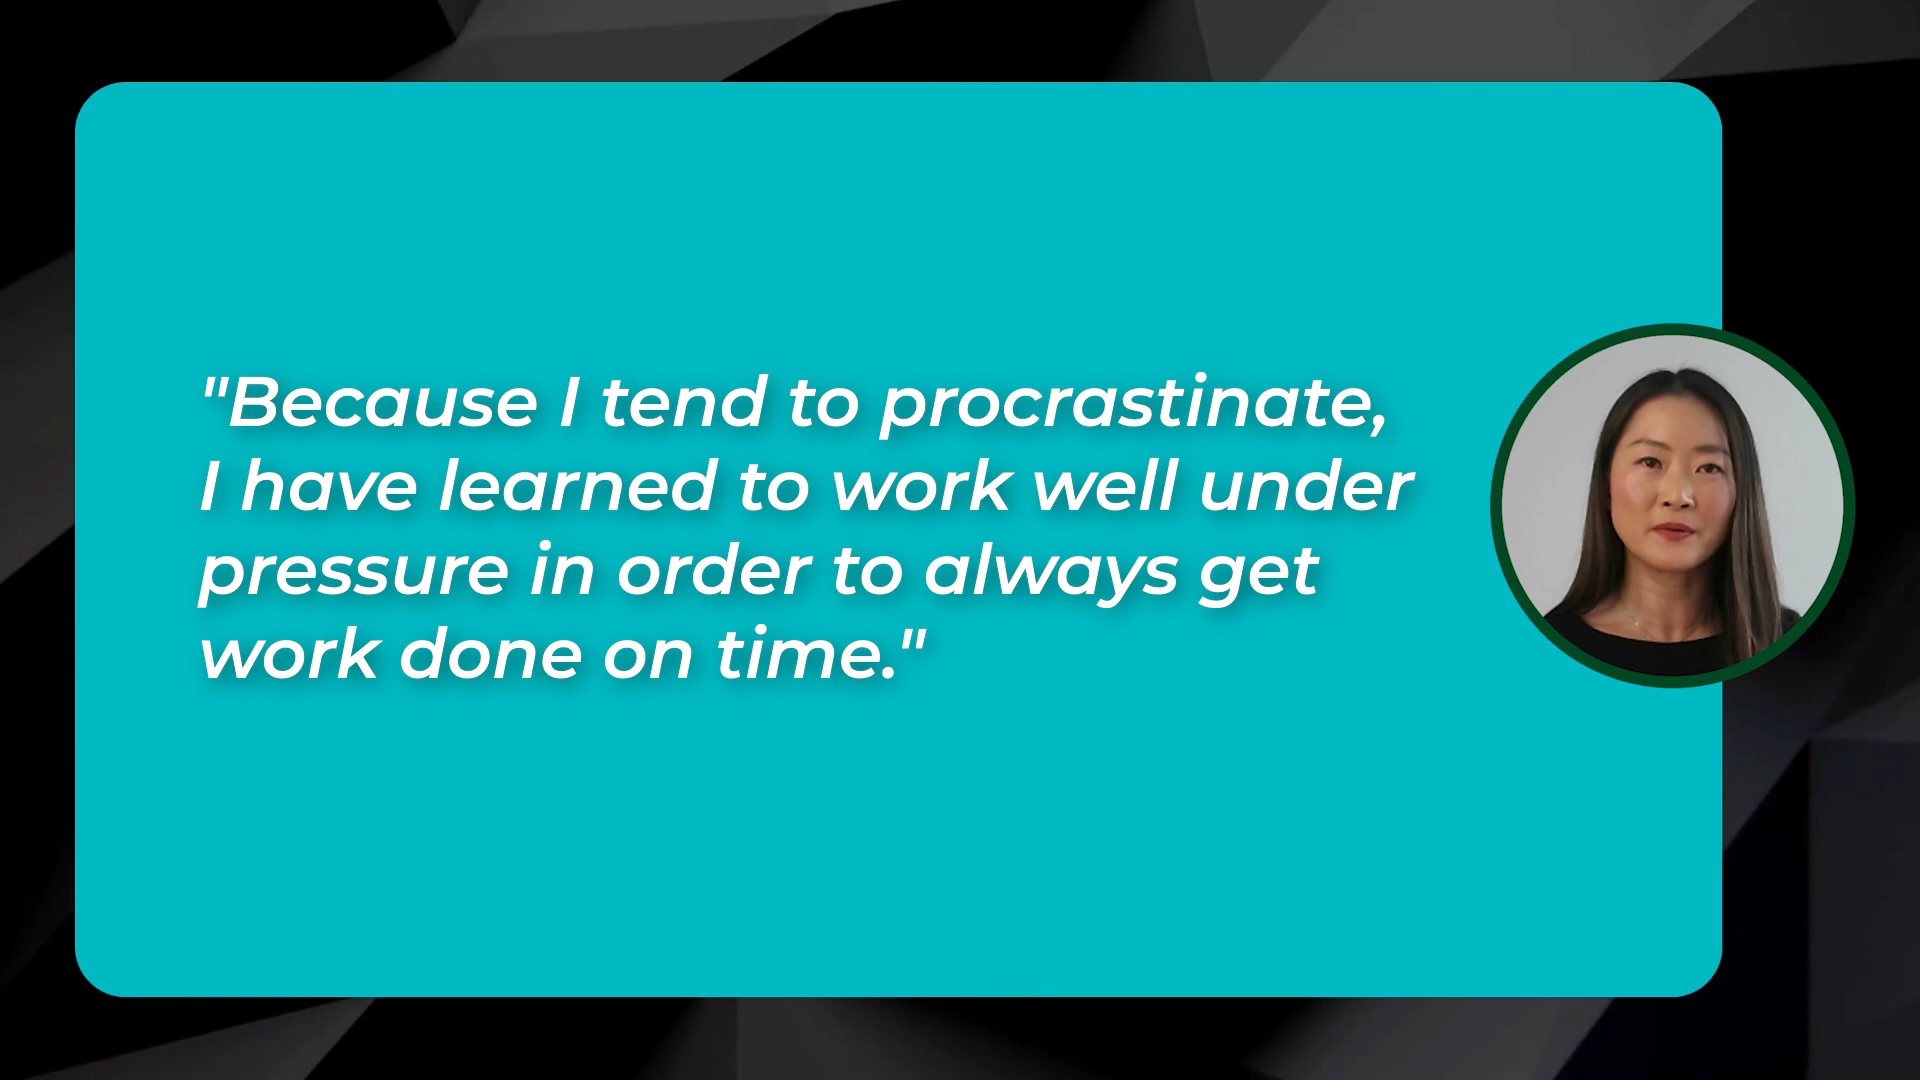 "Because I tend to procrastinate,
I have learned to work well under
pressure in order to always get
work done on time."